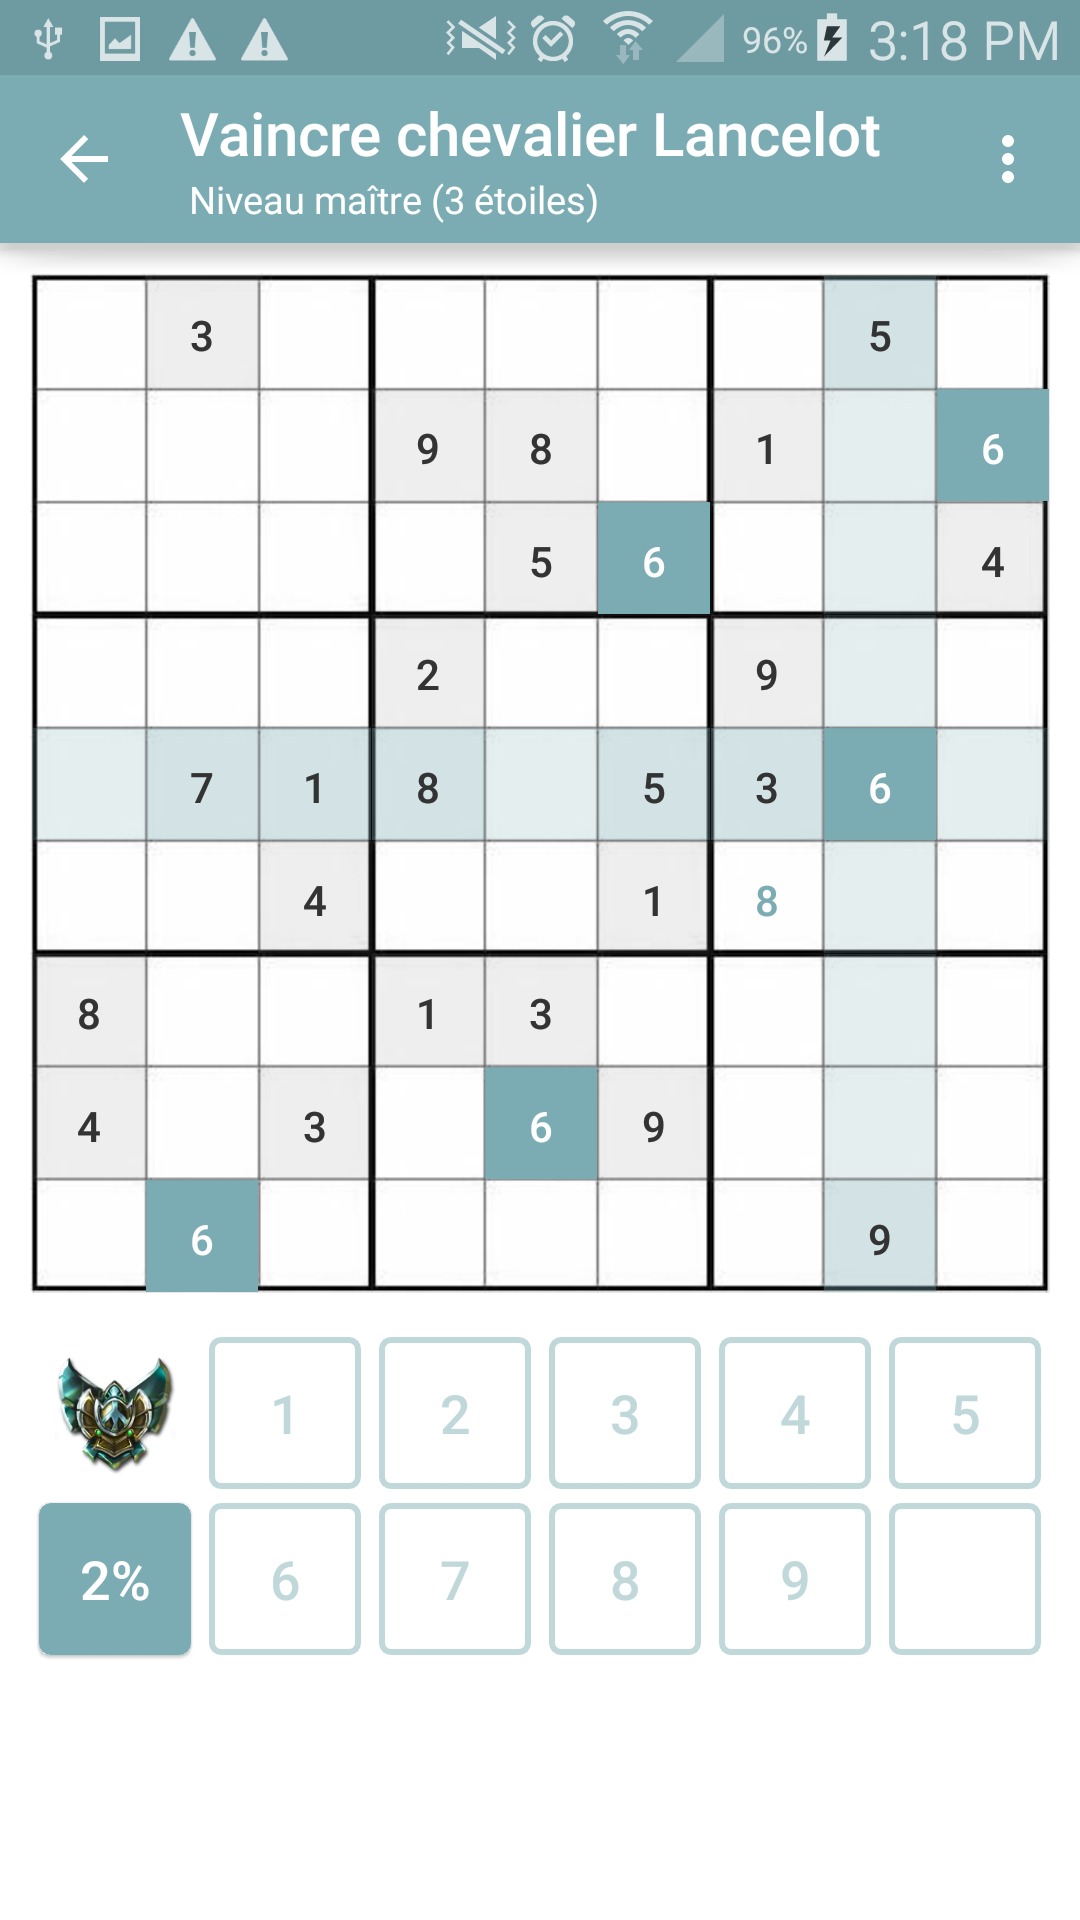 96% 3:18 PM
Vaincre chevalier Lancelot
Niveau maître (3 étoiles)
3 5
9 8 1 6
5 6 4
2 9
7 1 8 5 3 6
4 1 8
8 1 3
4 3 6 9
6 9
1 2 3 4 5
2% 6 7 8 9